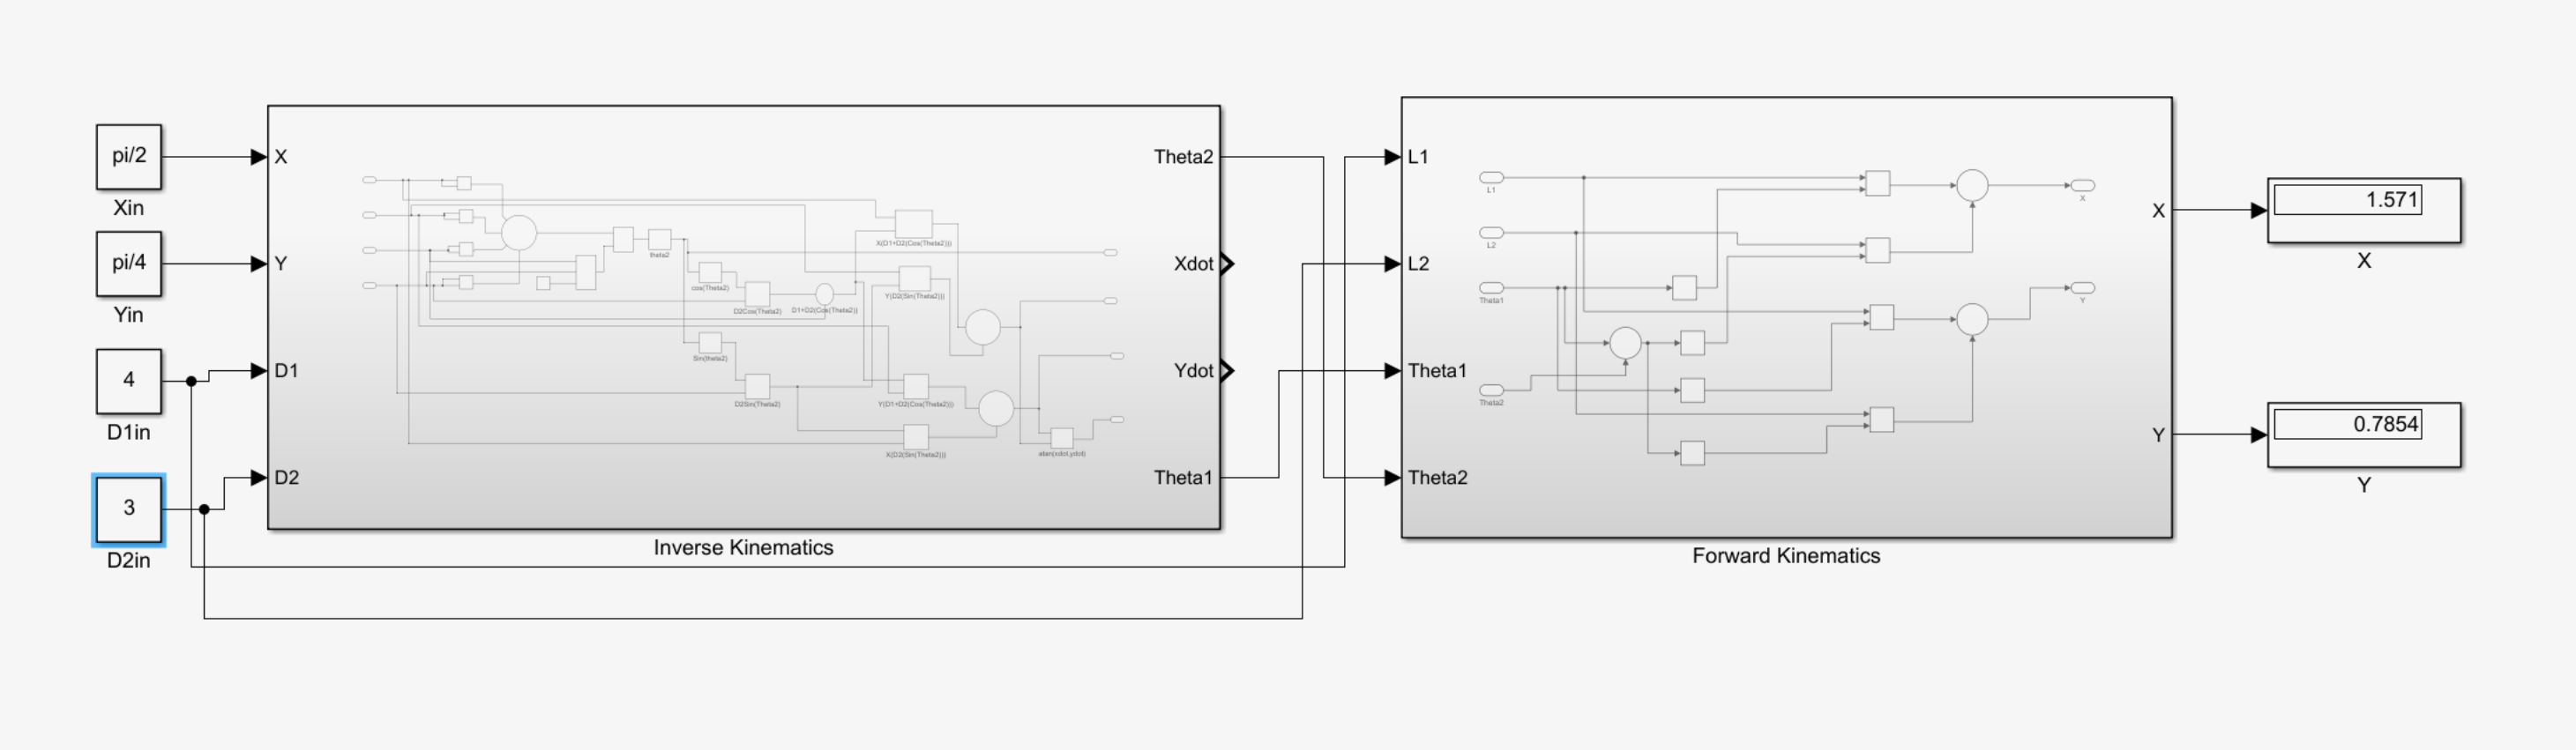 pi/2
Xin
pi/4
Yin
4
D1in
3
D2in
X
Y
D1
D2
theta2
cos(Theta2)
D2Cos(Theta2)
D1+D2(Cos(Theta2))
Sin(theta2)
D2Sin(Theta2)
X(D1+D2(Cos(Theta2)))
Y(D2(Sin(Theta2)))
Y(D1+D2(Cos(Theta2)))
X(D2(Sin(Theta2)))
atan(xdot,ydot)
Theta2
Xdot
Ydot
Theta1
Inverse Kinematics
L1
L2
Theta1
Theta2
L1
L2
Theta1
Theta2
X
Y
X
Y
Forward Kinematics
1.571
X
0.7854
Y